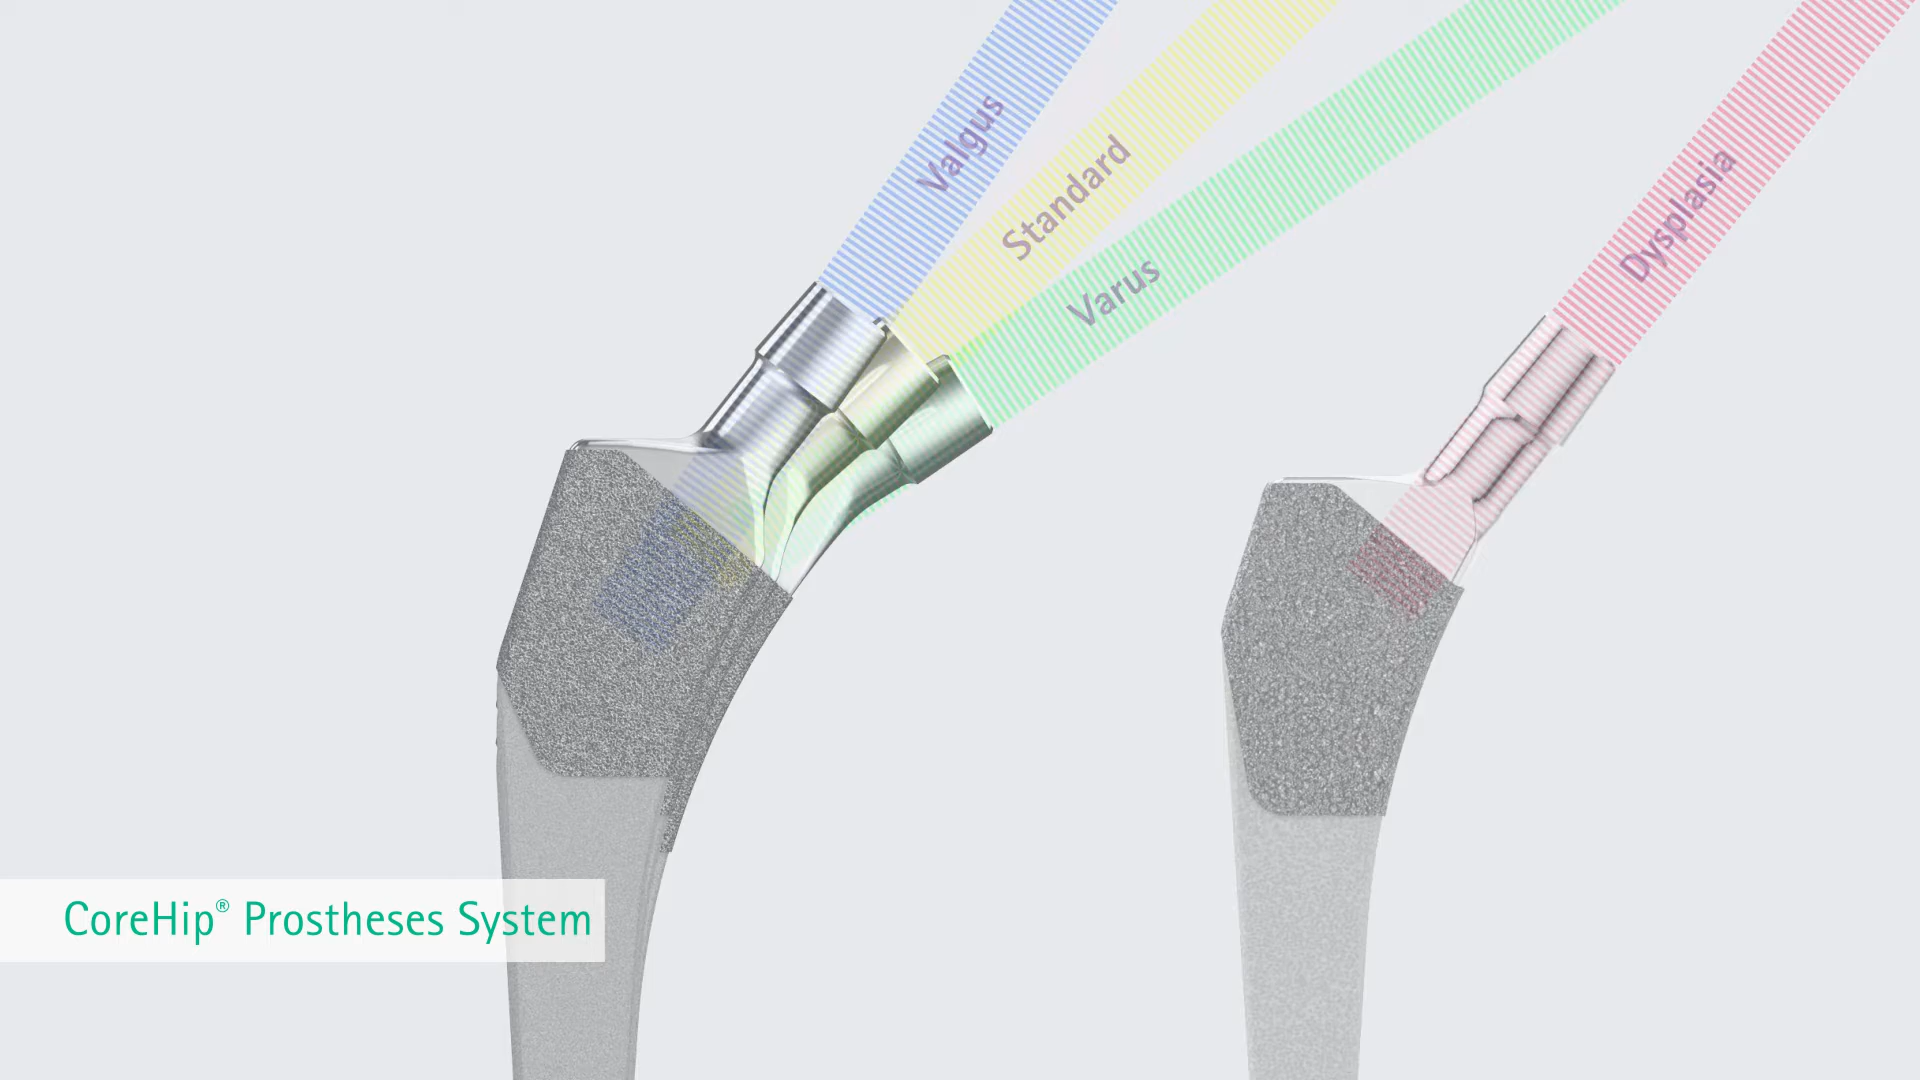 Valgus
Standard
Varus
Dysplasia
CoreHip® Prostheses System